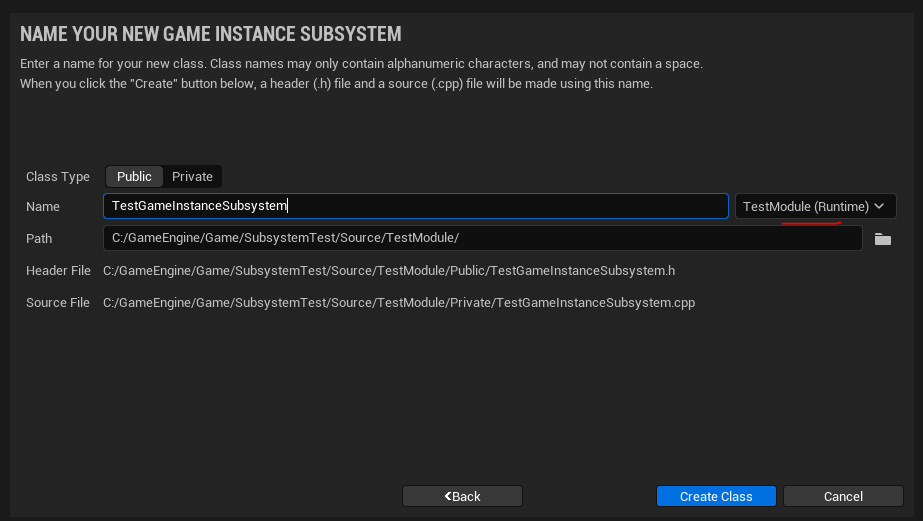 NAME YOUR NEW GAME INSTANCE SUBSYSTEM
Enter a name for your new class. Class names may only contain alphanumeric characters, and may not contain a space.
When you click the "Create" button below, a header (.h) file and a source (.cpp) file will be made using this name.
Class Type Public Private
Name TestGameInstanceSubsystem TestModule (Runtime)
Path C:/GameEngine/Game/SubsystemTest/Source/TestModule/
Header File C:/GameEngine/Game/SubsystemTest/Source/TestModule/Public/TestGameInstanceSubsystem.h
Source File C:/GameEngine/Game/SubsystemTest/Source/TestModule/Private/TestGameInstanceSubsystem.cpp
Back Create Class Cancel